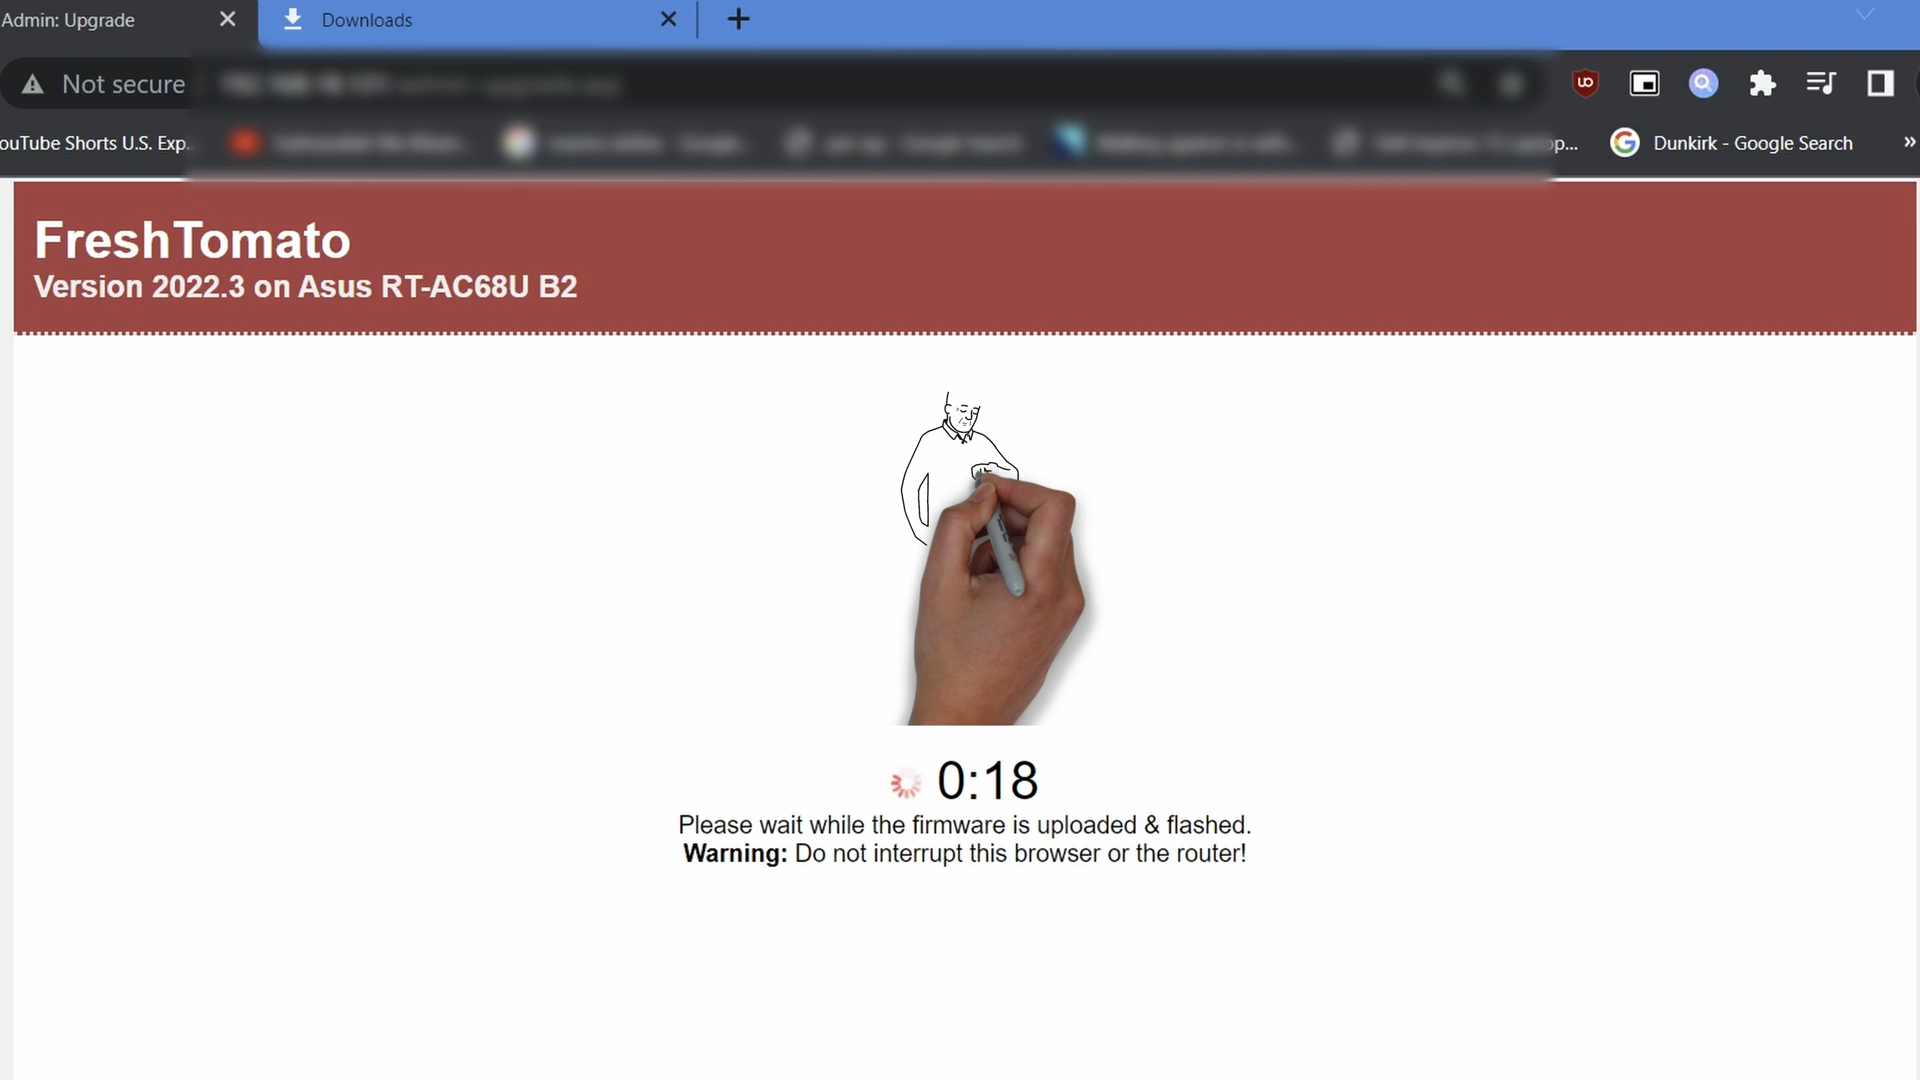 Admin: Upgrade
Downloads
Not secure
ouTube Shorts U.S. Exp.
op...
Dunkirk - Google Search
FreshTomato
Version 2022.3 on Asus RT-AC68U B2
0:18
Please wait while the firmware is uploaded & flashed.
Warning: Do not interrupt this browser or the router!